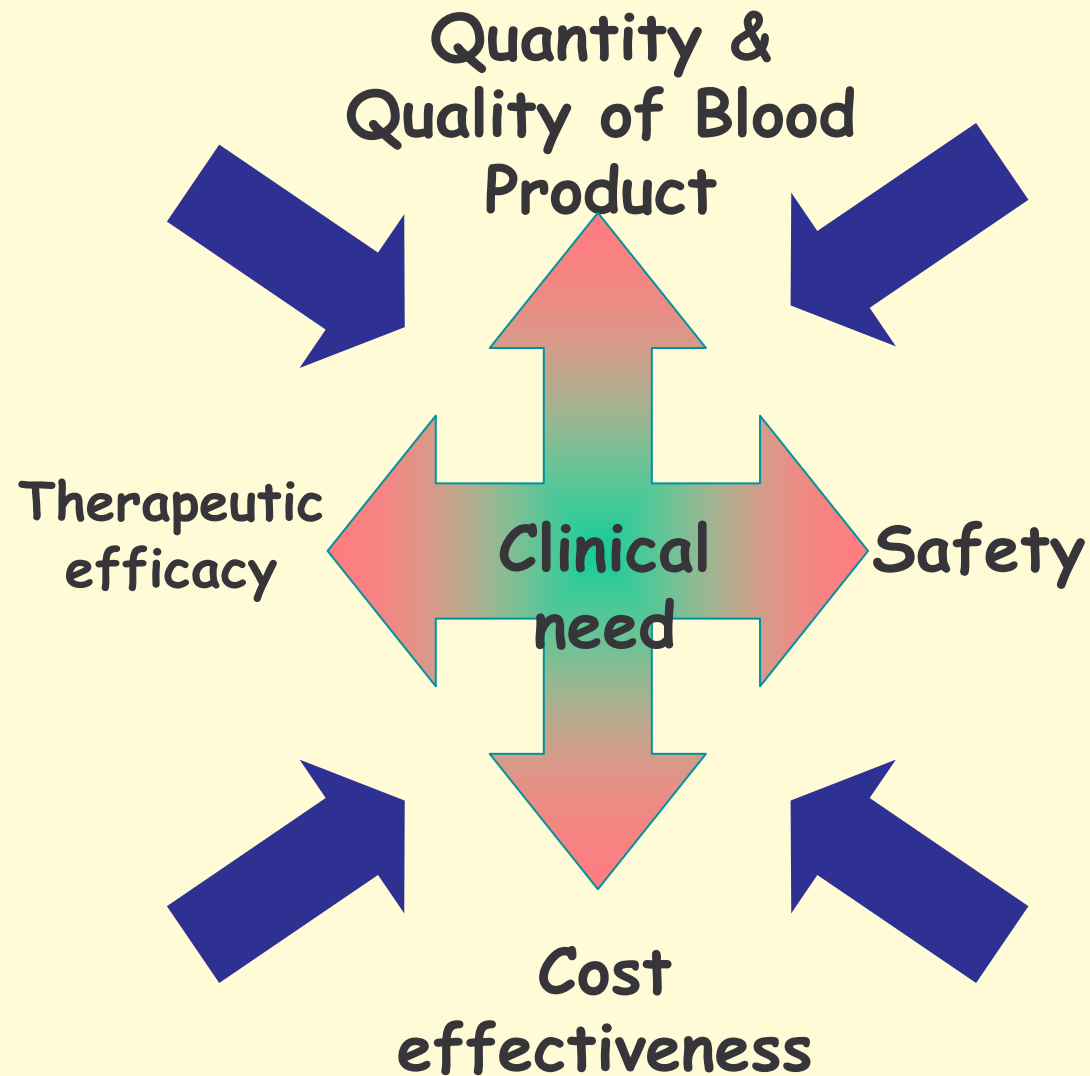 Quantity &
Quality of Blood
Product
Therapeutic
efficacy
Clinical
need
Safety
Cost
effectiveness